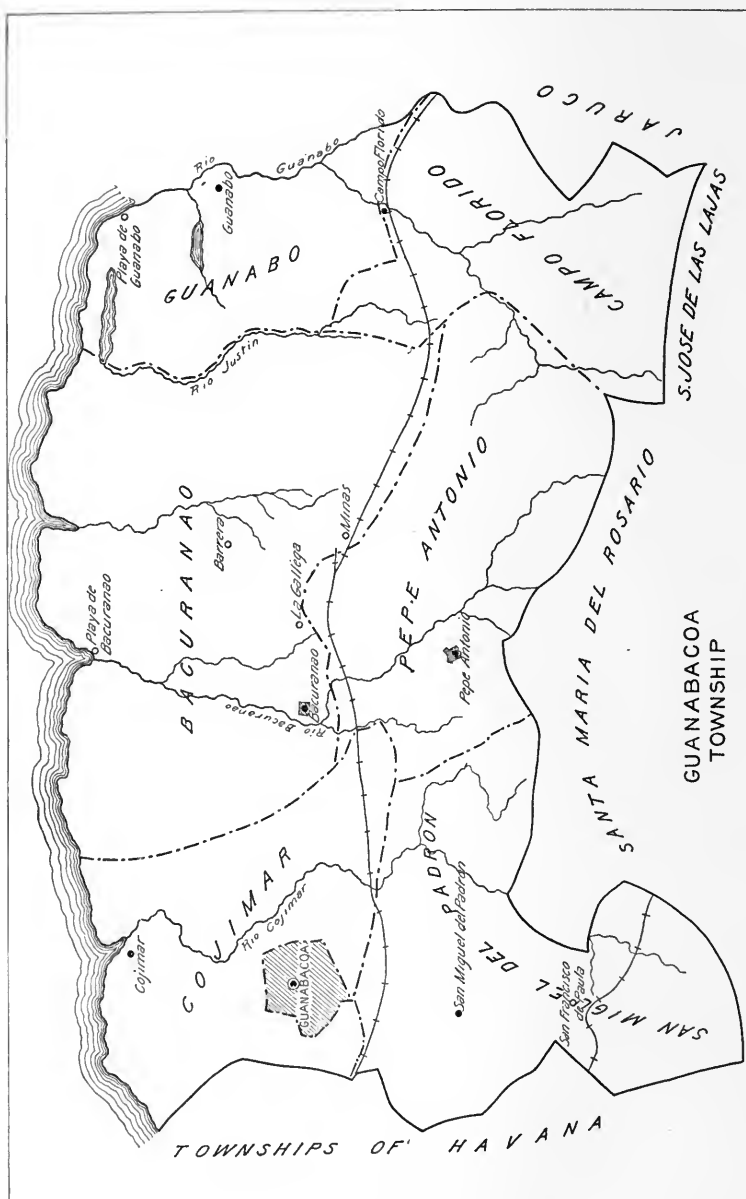 JARUCO
Rio
Guanabo
Guanabo
Playa de
Guanabo
GUANABO
Campo Florido
CAMPO FLORIDO
S. JOSE DE LAS LAJAS
Rio Justin
BACURANAO
Barrera
Minas
La Gallega
Playa de
Bacuranao
Bacuranao
Rio Bacuranao
PEPE ANTONIO
Pepe Antonio
SANTA MARIA DEL ROSARIO
COJIMAR
Cojimar
Rio Cojimar
GUANABACOA
SAN MIGUEL DEL PADRON
San Miguel del Padron
San Francisco
de Paula
TOWNSHIPS OF HAVANA
GUANABACOA
TOWNSHIP